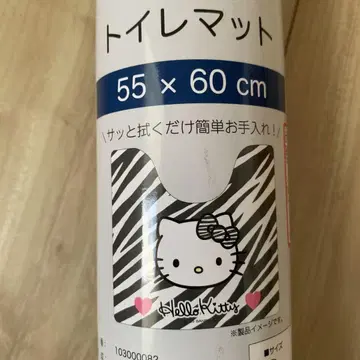 トイレマット
55 × 60 cm
\サッと拭くだけ簡単お手入れ!/
Hello Kitty
※製品イメージです。
■サイズ
103000082